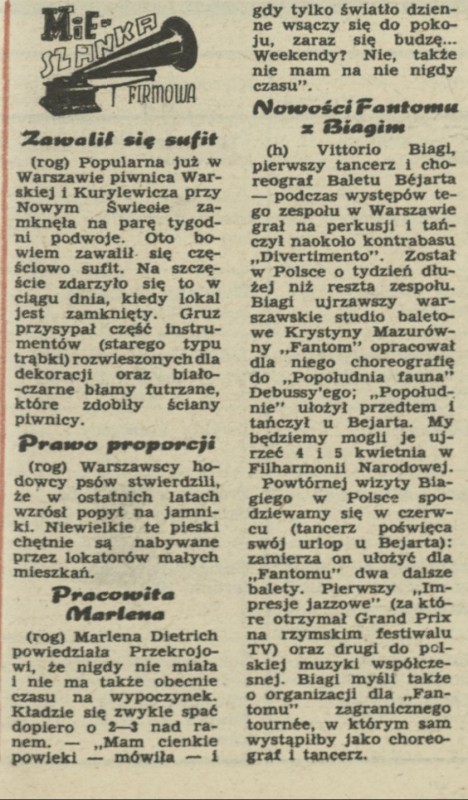 MiE-
SZANKA
FIRMOWA
Zawalił się sufit
(rog) Popularna już w
Warszawie piwnica War-
skiej i Kurylewicza przy
Nowym Świecie za-
mknęła na parę tygod-
ni podwoje. Oto bo-
wiem zawalił się czę-
ściowo sufit. Na szczę-
ście zdarzyło się to w
ciągu dnia, kiedy lokal
jest zamknięty. Gruz
przysypał część instru-
mentów (starego typu
trąbki) rozwieszonych dla
dekoracji oraz biało-
-czarne błamy futrzane,
które zdobiły ściany
piwnicy.
Prawo proporcji
(rog) Warszawscy ho-
dowcy psów stwierdzili,
że w ostatnich latach
wzrósł popyt na jamni-
ki. Niewielkie te pieski
chętnie są nabywane
przez lokatorów małych
mieszkań.
Pracowita
Marlena
(rog) Marlena Dietrich
powiedziała Przekrojo-
wi, że nigdy nie miała
i nie ma także obecnie
czasu na wypoczynek.
Kładzie się zwykle spać
dopiero o 2—3 nad ra-
nem. — „Mam cienkie
powieki — mówiła — i
gdy tylko światło dzien-
ne wsączy się do poko-
ju, zaraz się budzę...
Weekendy? Nie, także
nie mam na nie nigdy
czasu”.
Nowości Fantomu
z Biagim
(h) Vittorio Biagi,
pierwszy tancerz i cho-
reograf Baletu Béjarta
— podczas występów te-
go zespołu w Warszawie
grał na perkusji i tań-
czył naokoło kontrabasu
„Divertimento”. Został
w Polsce o tydzień dłu-
żej niż reszta zespołu.
Biagi ujrzawszy war-
szawskie studio baleto-
we Krystyny Mazurów-
ny „Fantom” opracował
dla niego choreografię
do „Popołudnia fauna”
Debussy'ego; „Popołud-
nie” ułożył przedtem i
tańczył u Bejarta. My
będziemy mogli je uj-
rzeć 4 i 5 kwietnia w
Filharmonii Narodowej.
Powtórnej wizyty Bia-
giego w Polsce spo-
dziewamy się w czerw-
cu (tancerz poświęca
swój urlop u Bejarta):
zamierza on ułożyć dla
„Fantomu” dwa dalsze
balety. Pierwszy „Im-
presje jazzowe” (za któ-
re otrzymał Grand Prix
na rzymskim festiwalu
TV) oraz drugi do pol-
skiej muzyki współcze-
snej. Biagi myśli także
o organizacji dla „Fan-
tomu” zagranicznego
tournée, w którym sam
wystąpiłby jako choreo-
graf i tancerz.